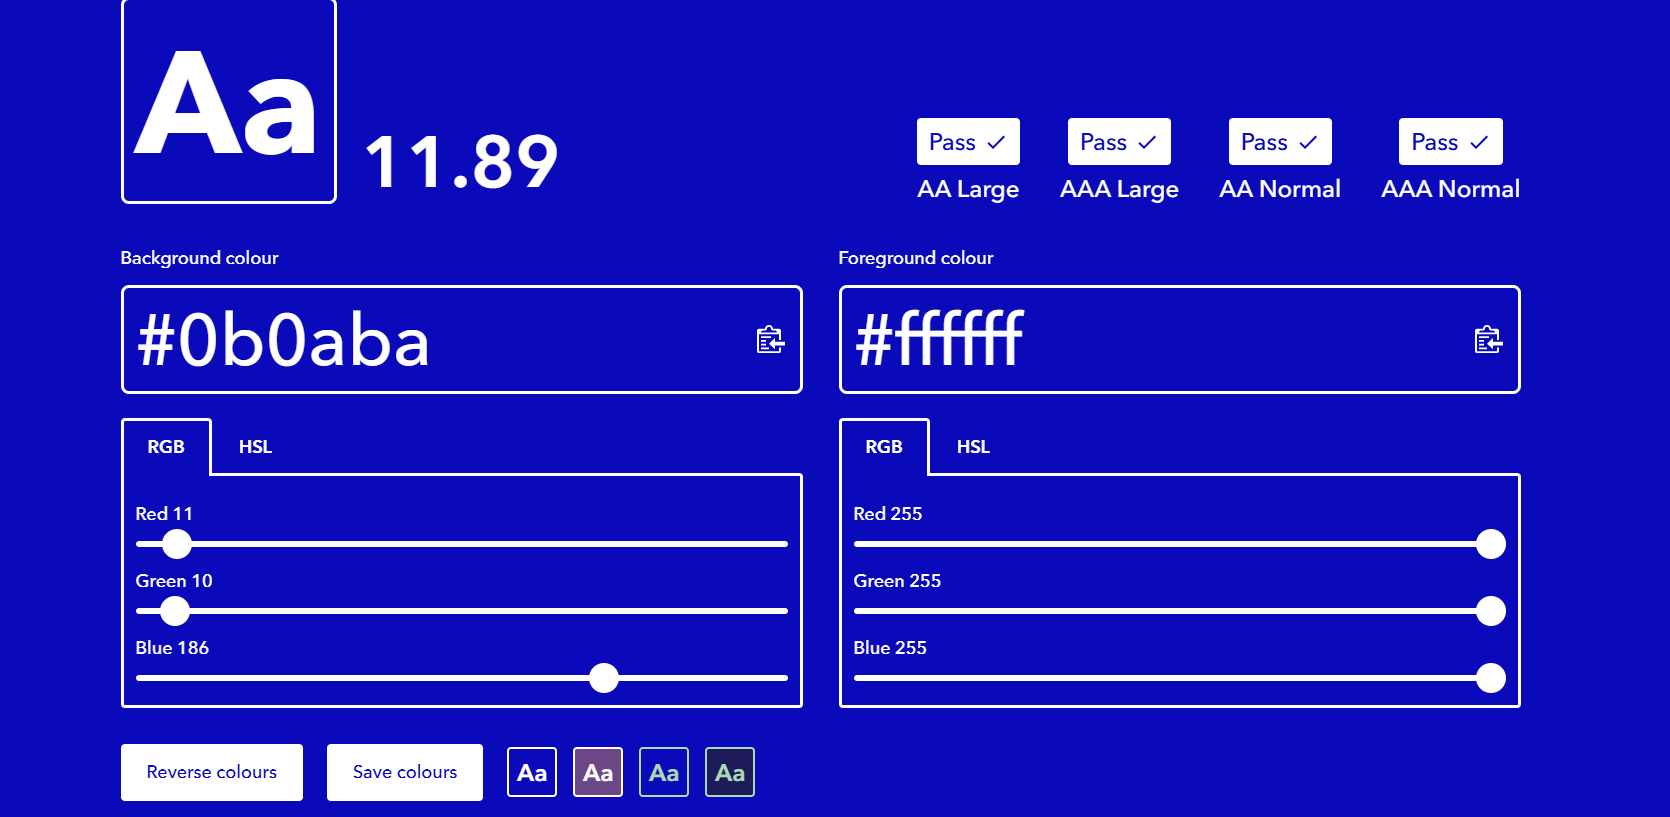 Aa
11.89
Pass Pass Pass Pass
AA Large AAA Large AA Normal AAA Normal
Background colour
#0b0aba
RGB HSL
Red 11
Green 10
Blue 186
Foreground colour
#ffffff
RGB HSL
Red 255
Green 255
Blue 255
Reverse colours Save colours Aa Aa Aa Aa